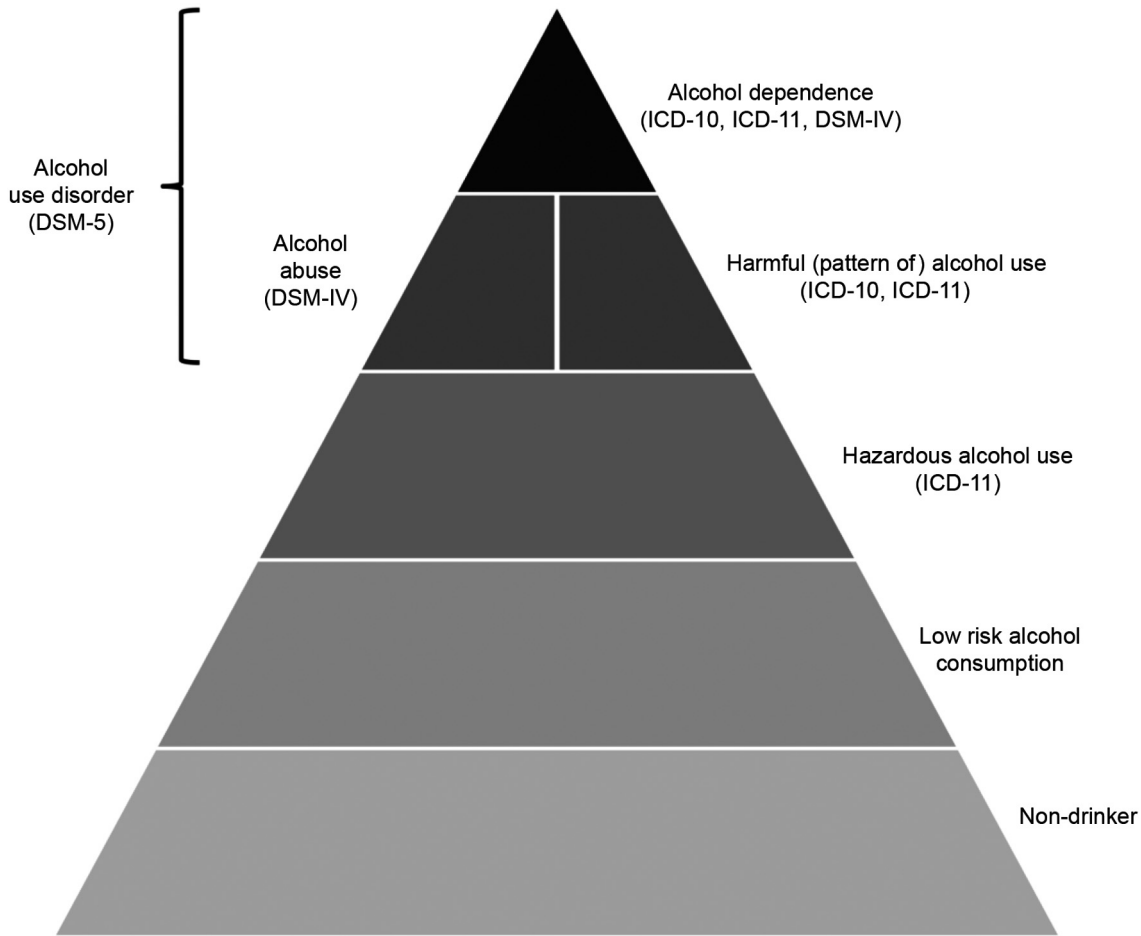 Alcohol dependence
(ICD-10, ICD-11, DSM-IV)
Alcohol
use disorder
(DSM-5)
Alcohol
abuse
(DSM-IV)
Harmful (pattern of) alcohol use
(ICD-10, ICD-11)
Hazardous alcohol use
(ICD-11)
Low risk alcohol
consumption
Non-drinker